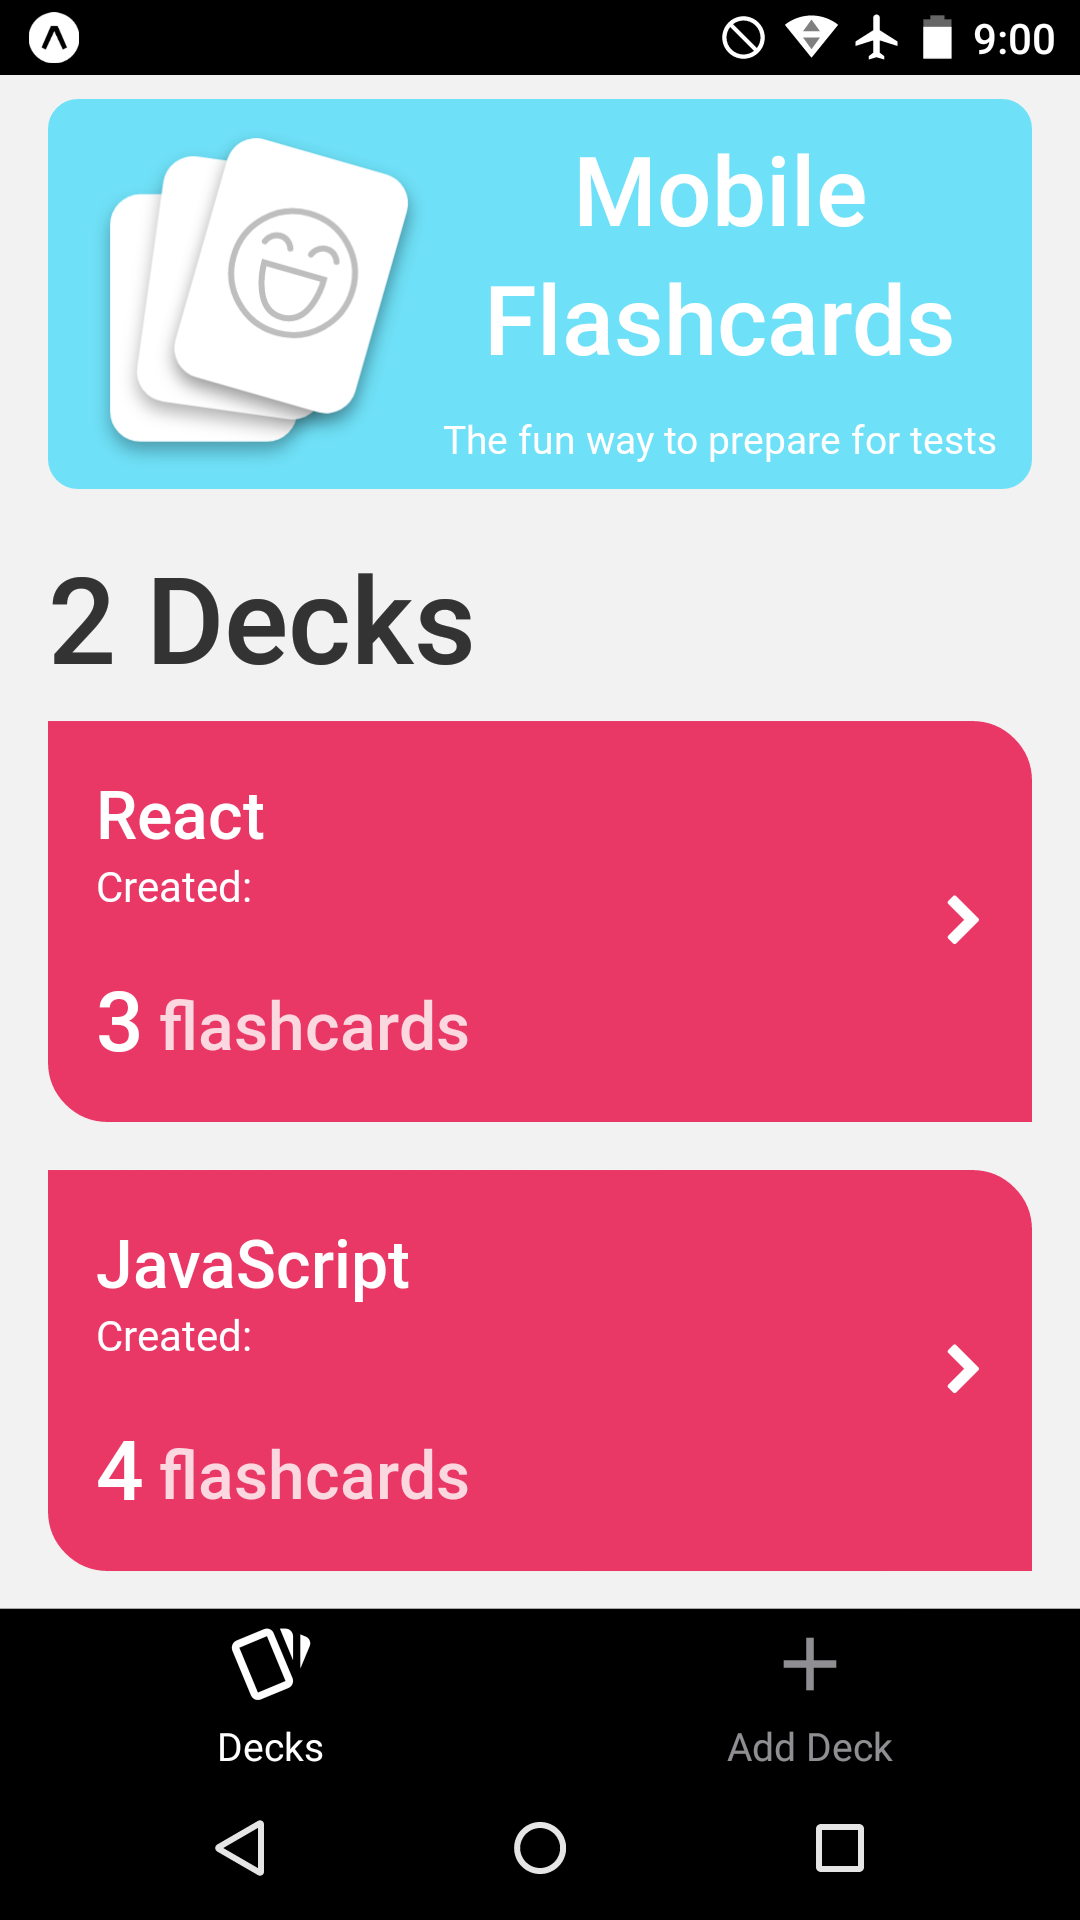 9:00
Mobile
Flashcards
The fun way to prepare for tests
2 Decks
React
Created:
3 flashcards
JavaScript
Created:
4 flashcards
Decks
Add Deck